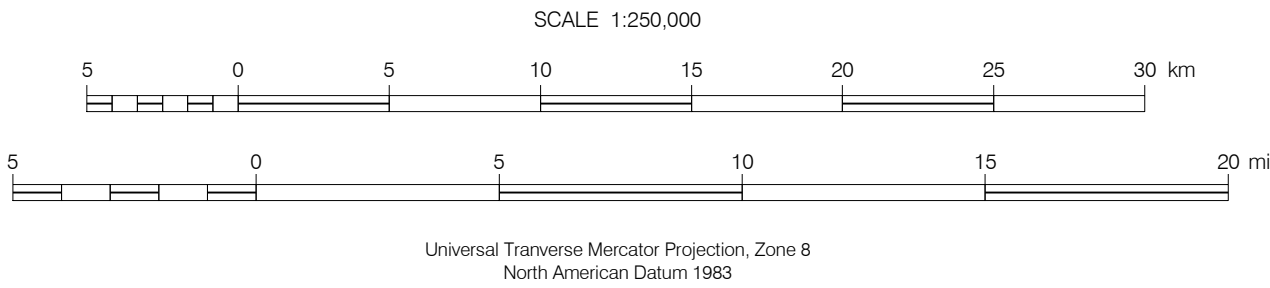 SCALE 1:250,000
5 0 5 10 15 20 25 30 km
5 0 5 10 15 20 mi
Universal Tranverse Mercator Projection, Zone 8
North American Datum 1983